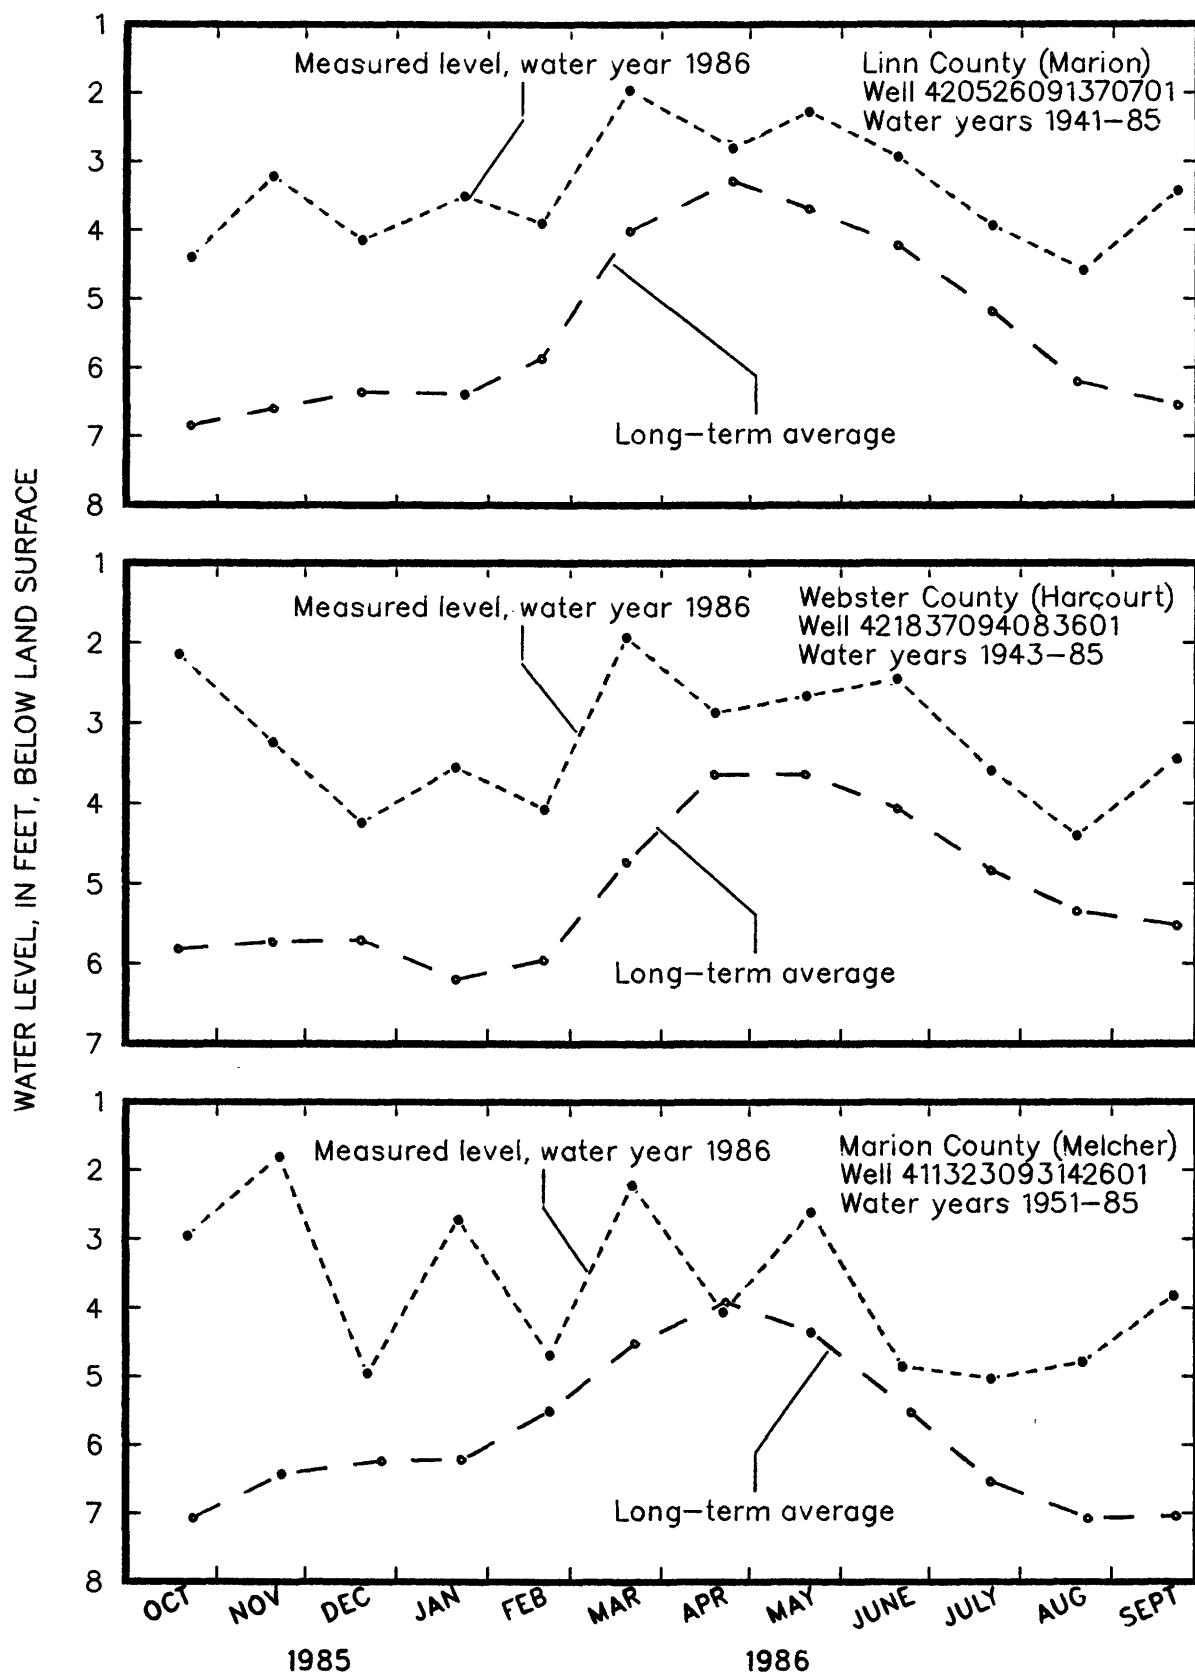 WATER LEVEL, IN FEET, BELOW LAND SURFACE
1
2
3
4
5
6
7
8
Measured level, water year 1986
Linn County (Marion)
Well 420526091370701
Water years 1941-85
Long-term average
1
2
3
4
5
6
7
Measured level, water year 1986
Webster County (Harcourt)
Well 421837094083601
Water years 1943-85
Long-term average
1
2
3
4
5
6
7
8
Measured level, water year 1986
Marion County (Melcher)
Well 411323093142601
Water years 1951-85
Long-term average
OCT NOV DEC JAN FEB MAR APR MAY JUNE JULY AUG SEPT
1985 1986